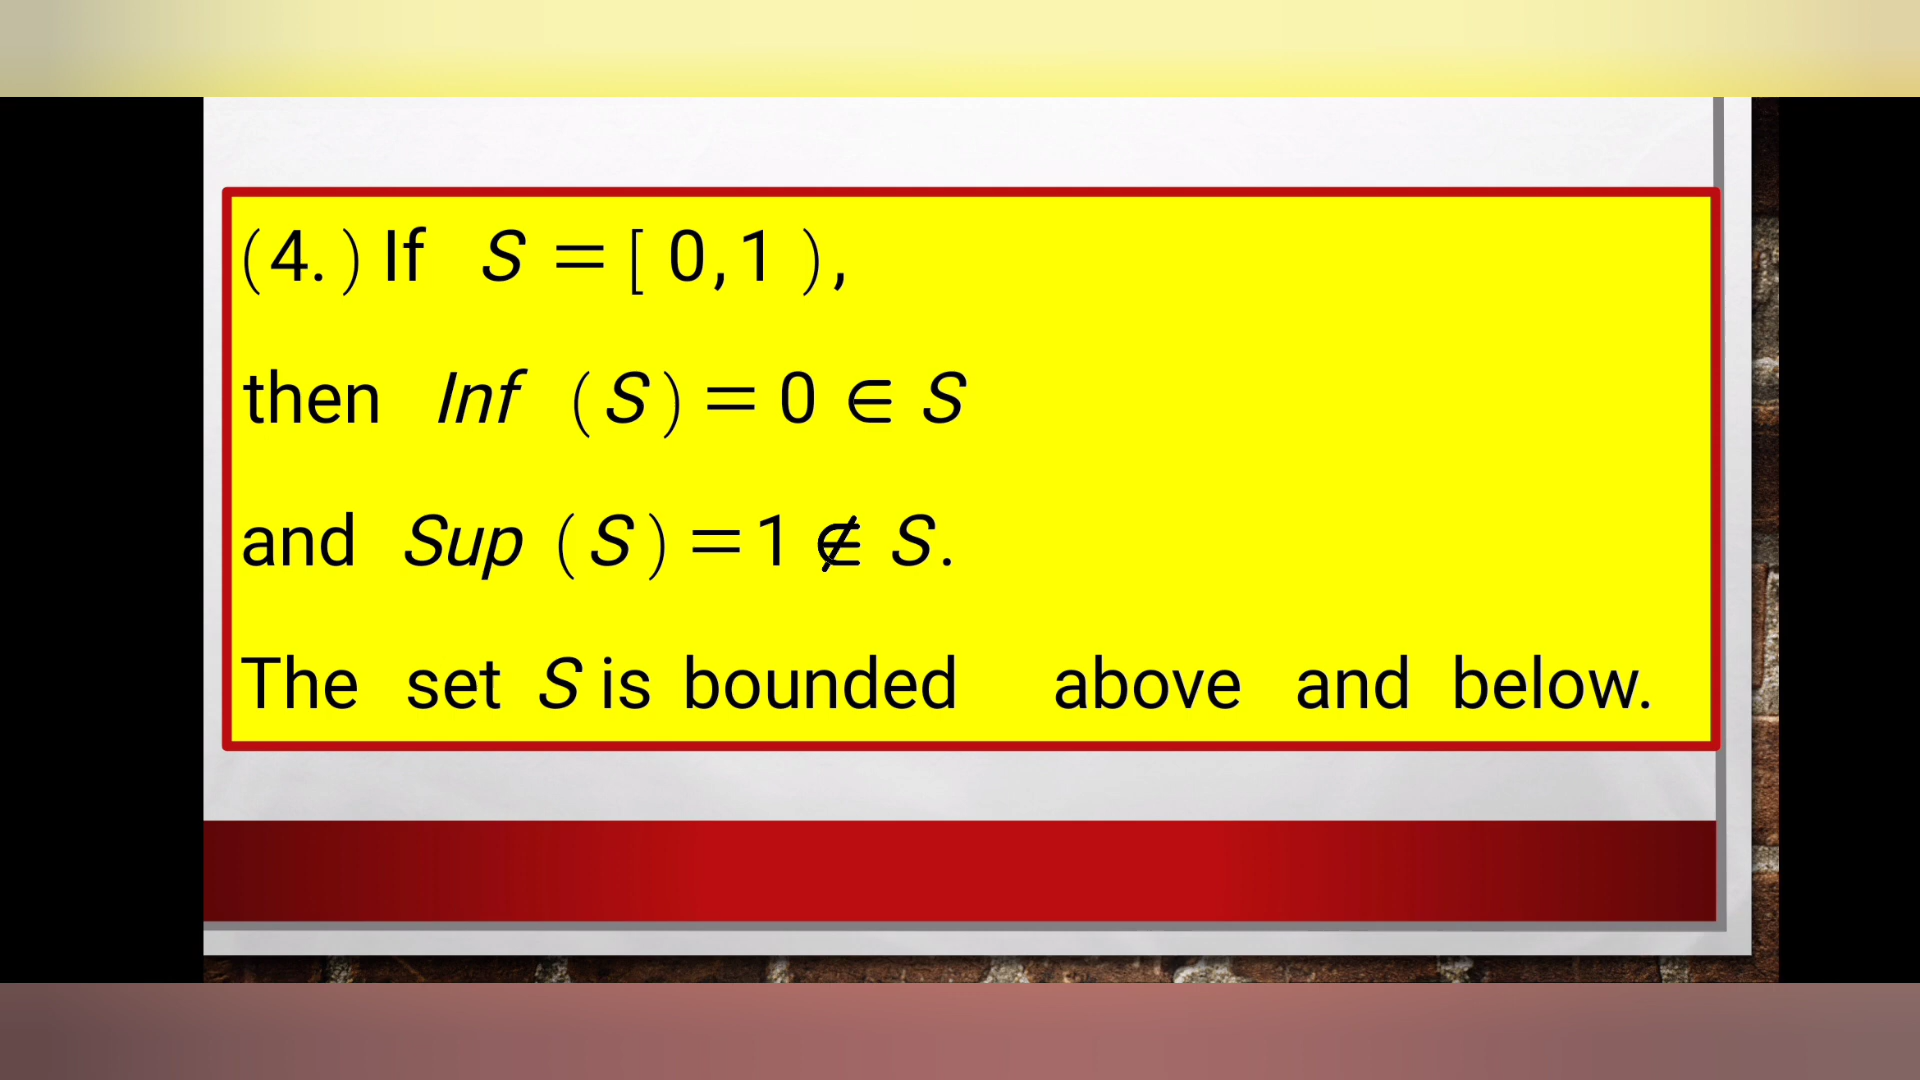 (4.) If S = [ 0,1 ),
then Inf (S) = 0 ∈ S
and Sup (S) = 1 ∉ S.
The set S is bounded above and below.